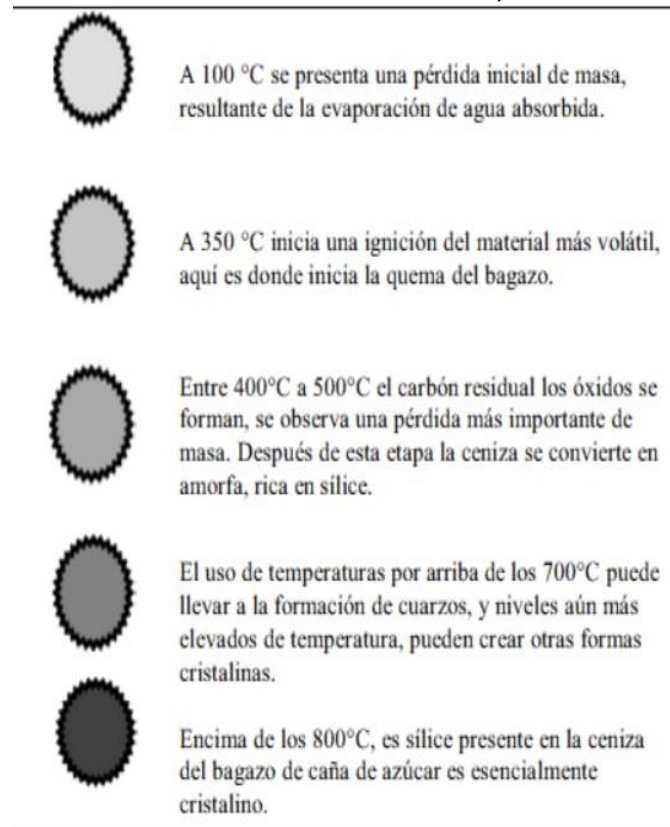 A 100 °C se presenta una pérdida inicial de masa,
resultante de la evaporación de agua absorbida.
A 350 °C inicia una ignición del material más volátil,
aquí es donde inicia la quema del bagazo.
Entre 400°C a 500°C el carbón residual los óxidos se
forman, se observa una pérdida más importante de
masa. Después de esta etapa la ceniza se convierte en
amorfa, rica en sílice.
El uso de temperaturas por arriba de los 700°C puede
llevar a la formación de cuarzos, y niveles aún más
elevados de temperatura, pueden crear otras formas
cristalinas.
Encima de los 800°C, es sílice presente en la ceniza
del bagazo de caña de azúcar es esencialmente
cristalino.